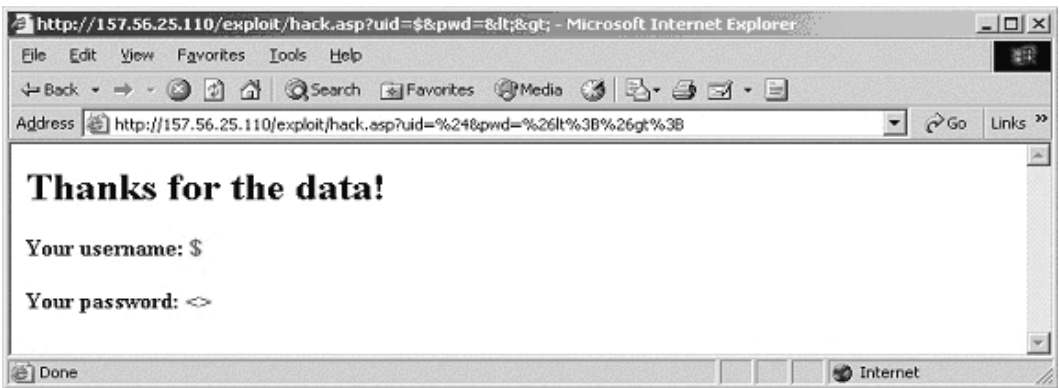 http://157.56.25.110/exploit/hack.asp?uid=$&pwd=&lt;&gt; - Microsoft Internet Explorer
File Edit View Favorites Tools Help
Back Search Favorites Media
Address http://157.56.25.110/exploit/hack.asp?uid=%24&pwd=%26lt%3B%26gt%3B Go Links »
Thanks for the data!
Your username: $
Your password: <>
Done Internet